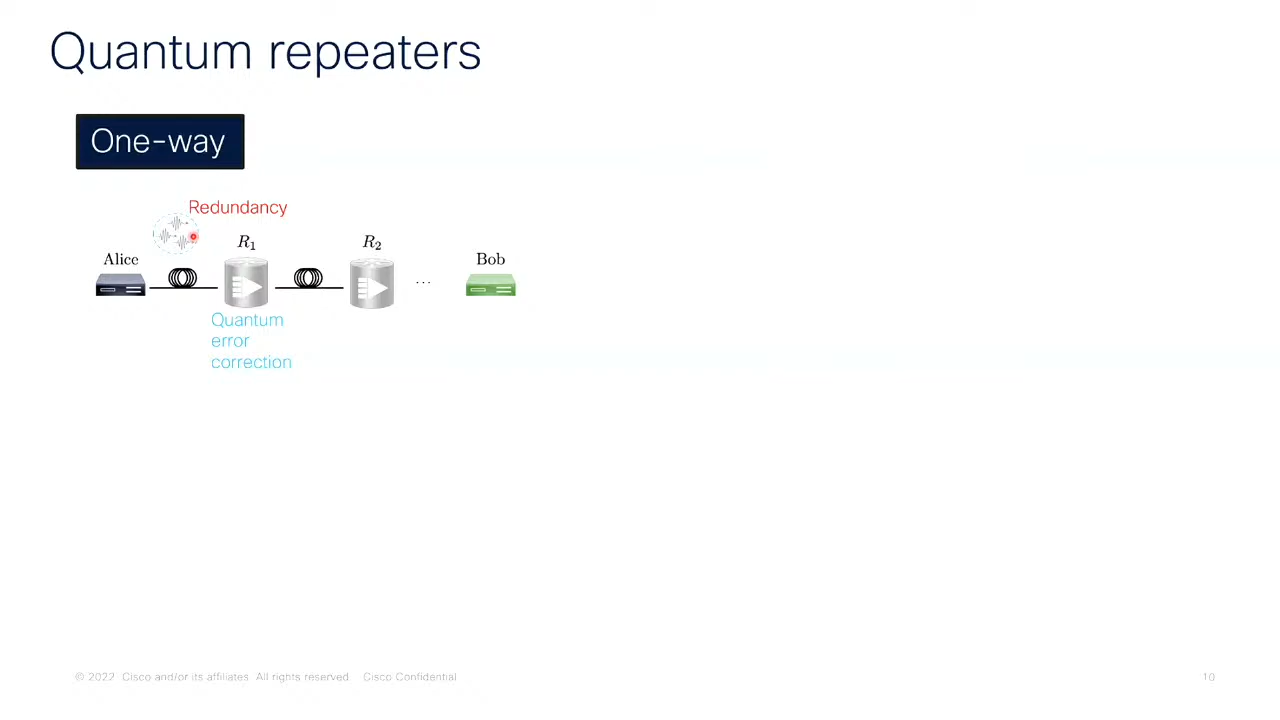 Quantum repeaters
One-way
Redundancy
R1
R2
Alice
Bob
...
Quantum
error
correction
© 2022 Cisco and/or its affiliates. All rights reserved. Cisco Confidential
10